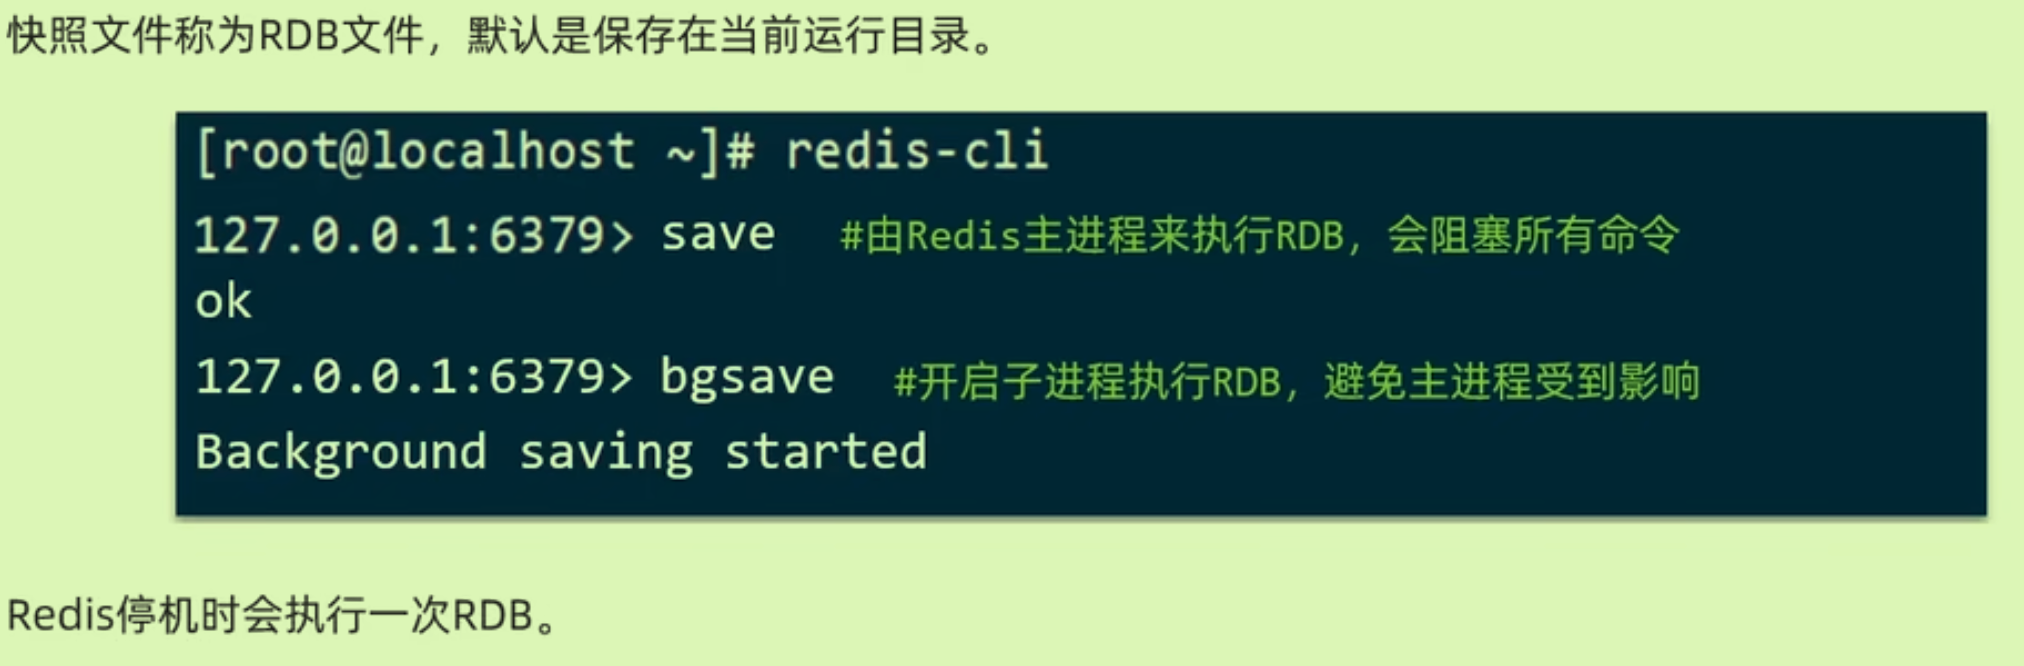 快照文件称为RDB文件，默认是保存在当前运行目录。
[root@localhost ~]# redis-cli
127.0.0.1:6379> save #由Redis主进程来执行RDB，会阻塞所有命令
ok
127.0.0.1:6379> bgsave #开启子进程执行RDB，避免主进程受到影响
Background saving started
Redis停机时会执行一次RDB。